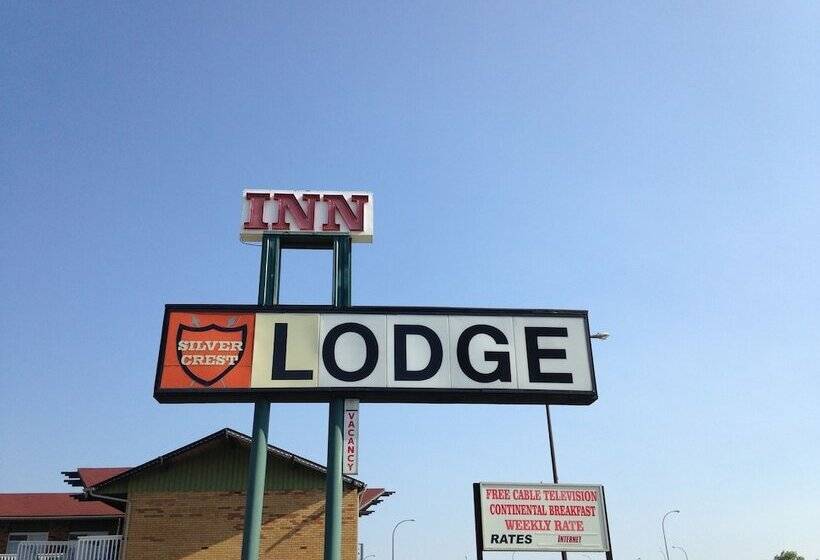 INN
SILVER
CREST
LODGE
VACANCY
FREE CABLE TELEVISION
CONTINENTAL BREAKFAST
WEEKLY RATE
RATES INTERNET